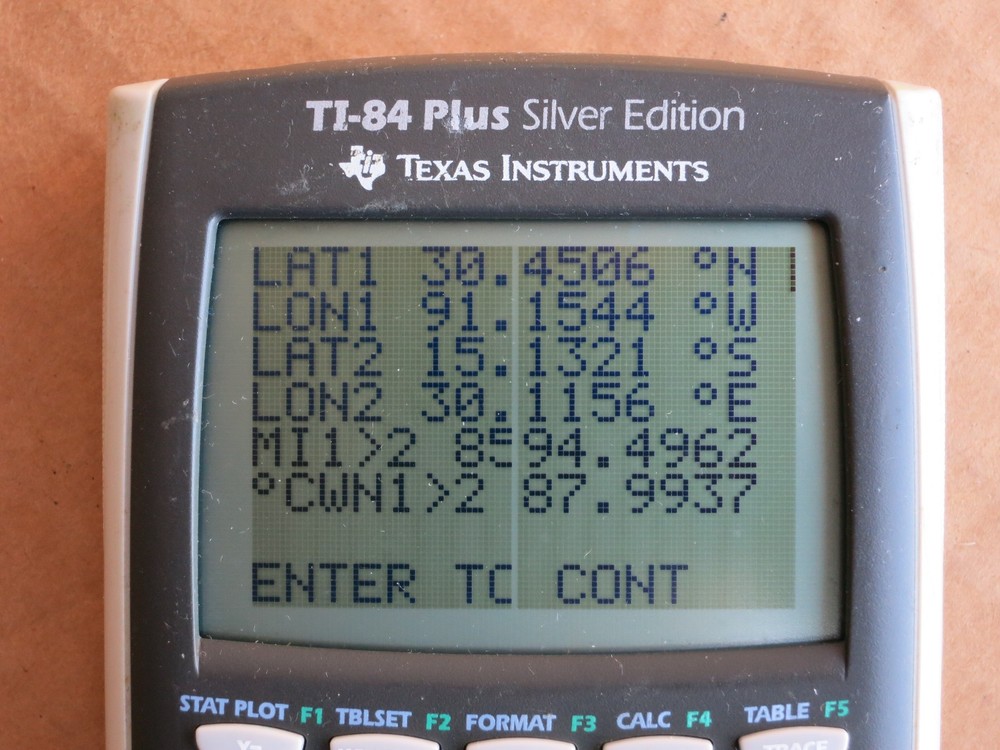 TI-84 Plus Silver Edition
TEXAS INSTRUMENTS
LAT1 30.4506 °N
LON1 91.1544 °W
LAT2 15.1321 °S
LON2 30.1156 °E
MI1>2 8594.4962
°CWN1>2 87.9937
ENTER TO CONT
STAT PLOT F1 TBLSET F2 FORMAT F3 CALC F4 TABLE F5
Y= TRACE